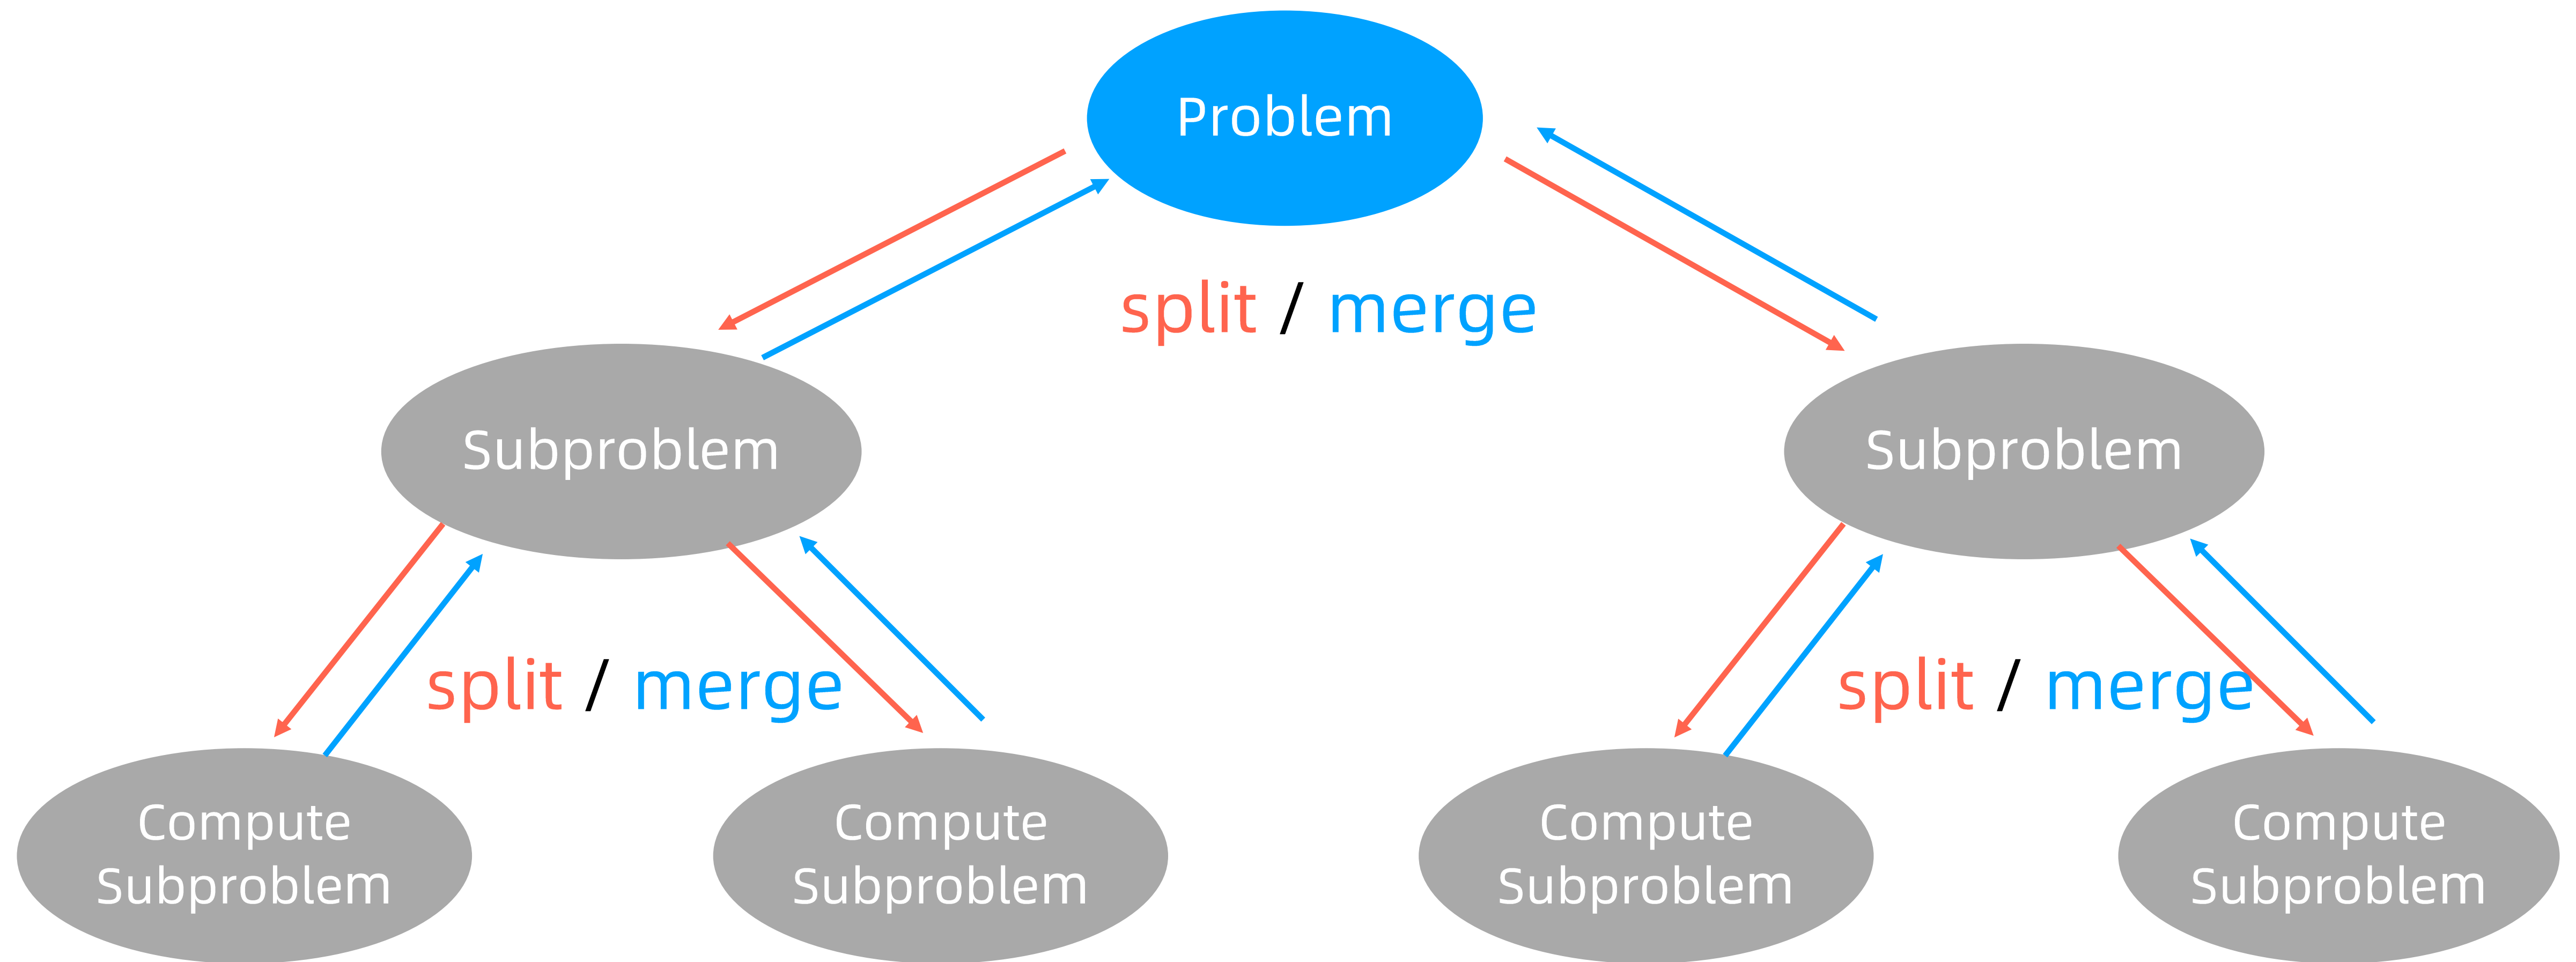 Problem
split / merge
Subproblem
Subproblem
split / merge
split / merge
Compute
Subproblem
Compute
Subproblem
Compute
Subproblem
Compute
Subproblem